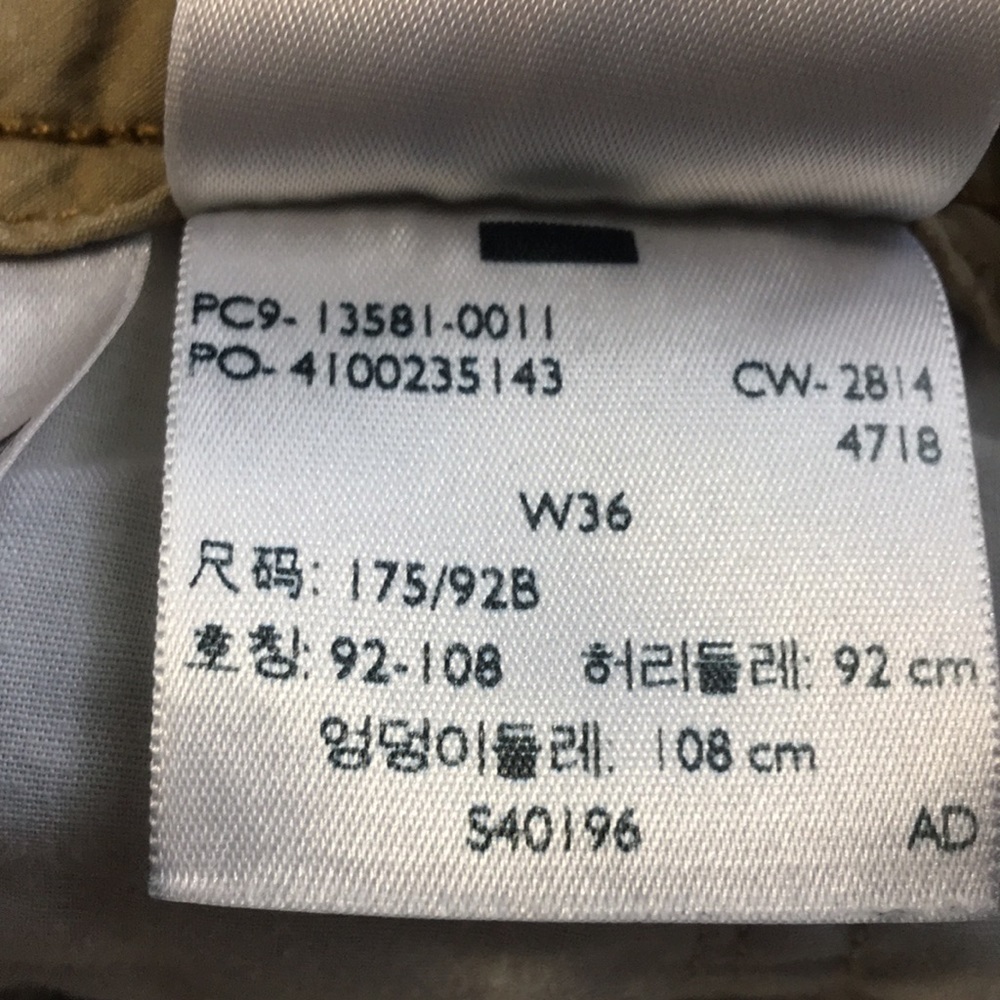 PC9- 13581-0011
PO- 4100235143 CW- 2814
4718
W36
尺码: 175/92B
호칭: 92-108 허리둘레: 92 cm
엉덩이둘레: 108 cm
S40196 AD